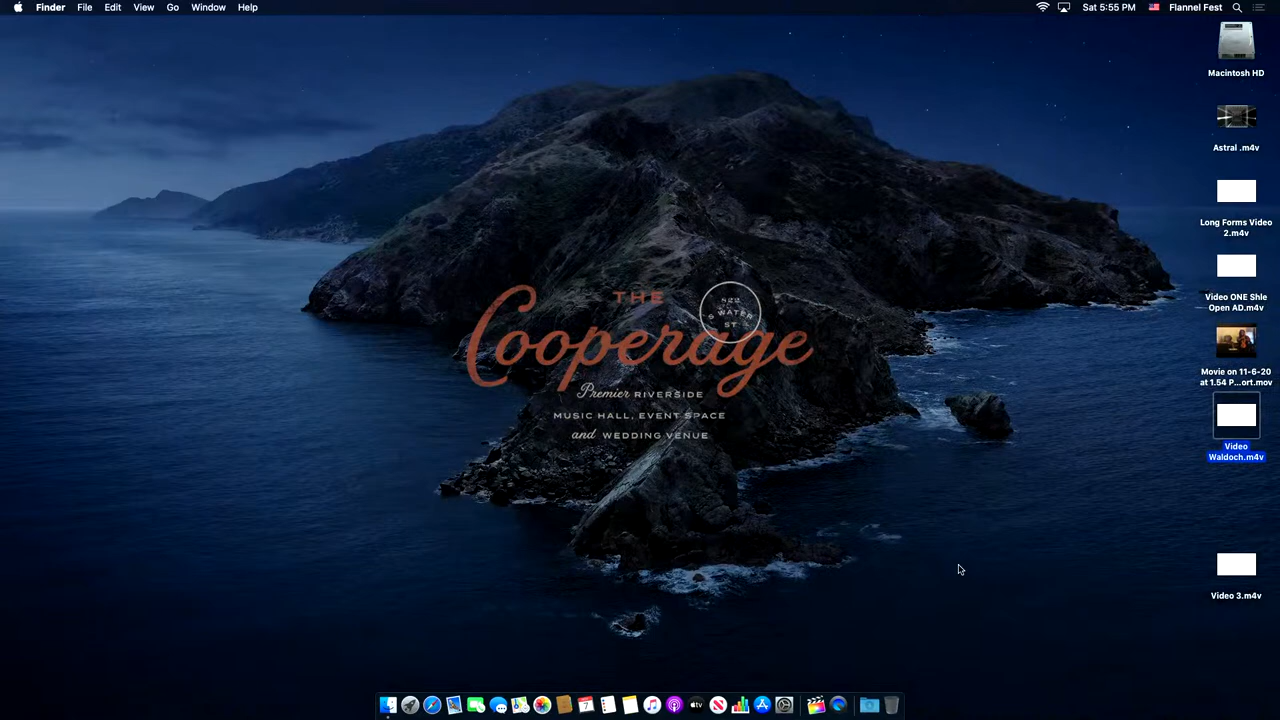 Finder File Edit View Go Window Help Sat 5:55 PM Flannel Fest
Macintosh HD
Astral .m4v
Long Forms Video
2.m4v
Video ONE Shle
Open AD.m4v
Movie on 11-6-20
at 1.54 P...ort.mov
Video
Waldoch.m4v
Video 3.m4v
THE
Cooperage
822
S WATER
ST
Premier RIVERSIDE
MUSIC HALL, EVENT SPACE
and WEDDING VENUE
7